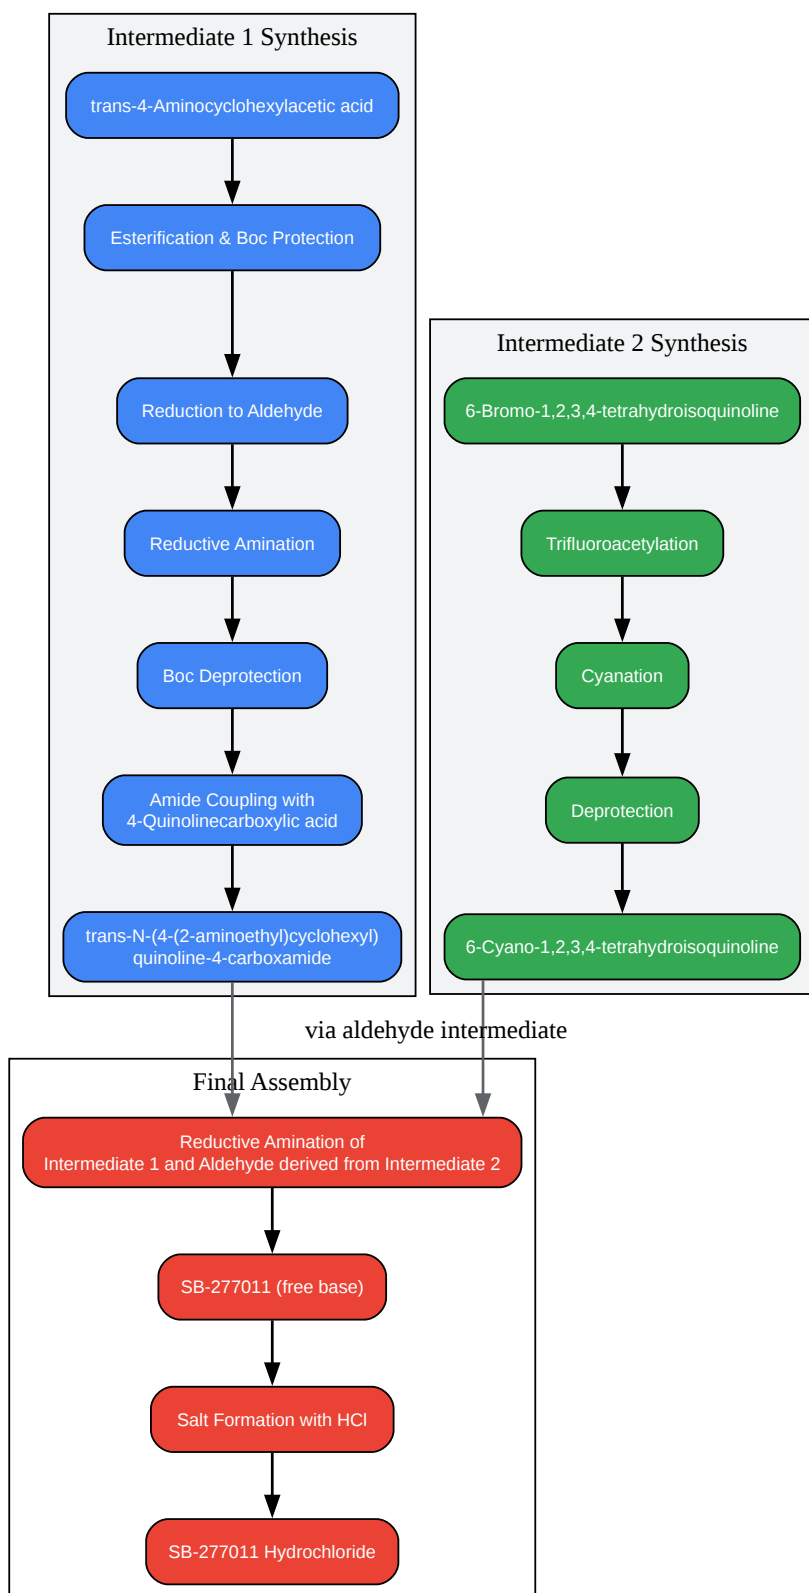 Intermediate 1 Synthesis
trans-4-Aminocyclohexylacetic acid
Esterification & Boc Protection
Reduction to Aldehyde
Reductive Amination
Boc Deprotection
Amide Coupling with
4-Quinolinecarboxylic acid
trans-N-(4-(2-aminoethyl)cyclohexyl)
quinoline-4-carboxamide
Intermediate 2 Synthesis
6-Bromo-1,2,3,4-tetrahydroisoquinoline
Trifluoroacetylation
Cyanation
Deprotection
6-Cyano-1,2,3,4-tetrahydroisoquinoline
via aldehyde intermediate
Final Assembly
Reductive Amination of
Intermediate 1 and Aldehyde derived from Intermediate 2
SB-277011 (free base)
Salt Formation with HCl
SB-277011 Hydrochloride